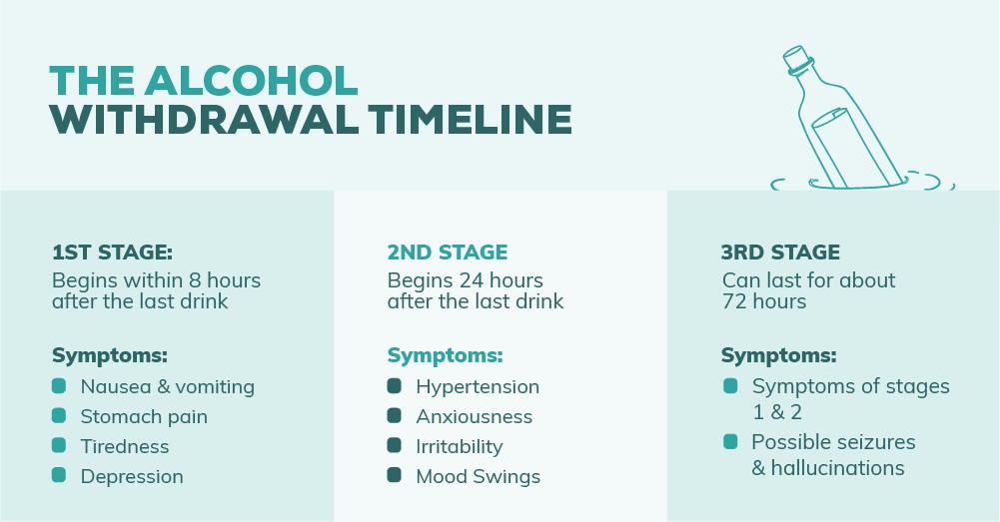 THE ALCOHOL
WITHDRAWAL TIMELINE
1ST STAGE:
Begins within 8 hours
after the last drink
Symptoms:
Nausea & vomiting
Stomach pain
Tiredness
Depression
2ND STAGE
Begins 24 hours
after the last drink
Symptoms:
Hypertension
Anxiousness
Irritability
Mood Swings
3RD STAGE
Can last for about
72 hours
Symptoms:
Symptoms of stages
1 & 2
Possible seizures
& hallucinations